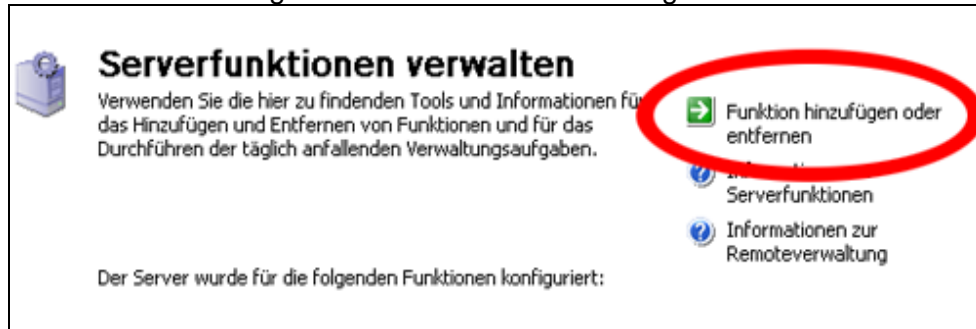 Serverfunktionen verwalten
Verwenden Sie die hier zu findenden Tools und Informationen für
das Hinzufügen und Entfernen von Funktionen und für das
Durchführen der täglich anfallenden Verwaltungsaufgaben.
Funktion hinzufügen oder
entfernen
Serverfunktionen
Informationen zur
Remoteverwaltung
Der Server wurde für die folgenden Funktionen konfiguriert: